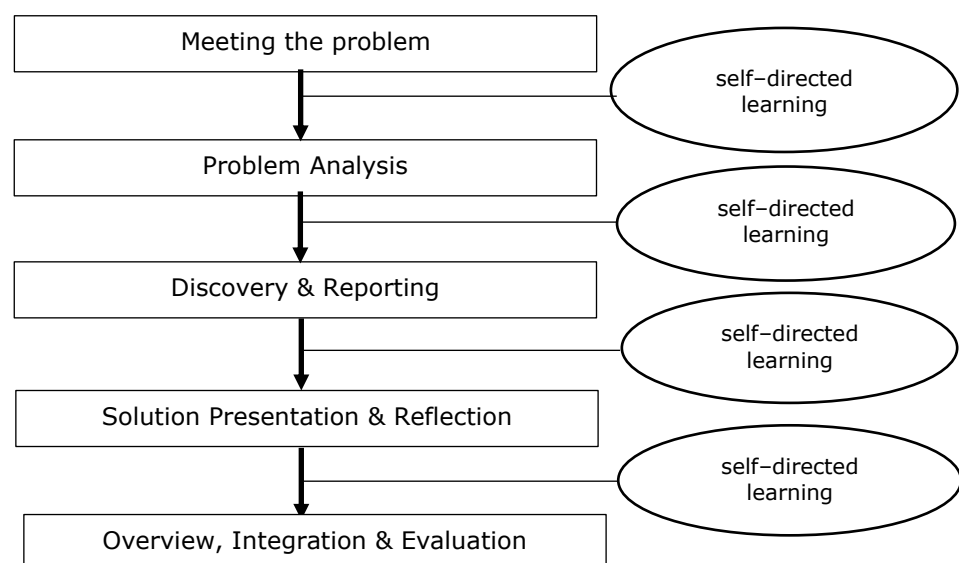 Meeting the problem
self–directed
learning
Problem Analysis
self–directed
learning
Discovery & Reporting
self–directed
learning
Solution Presentation & Reflection
self–directed
learning
Overview, Integration & Evaluation